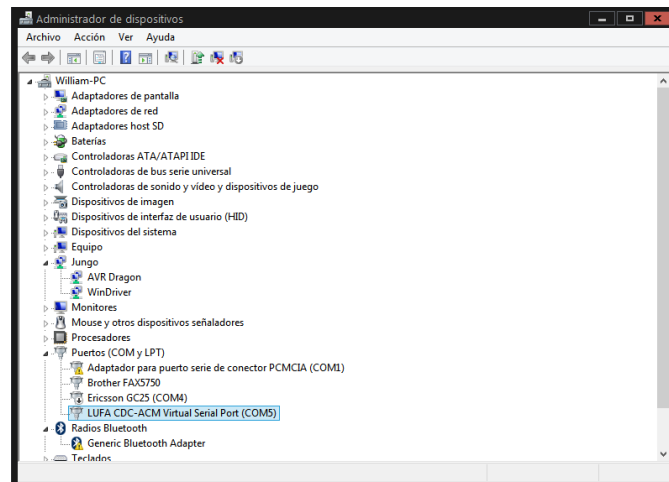 Administrador de dispositivos
Archivo Acción Ver Ayuda
William-PC
Adaptadores de pantalla
Adaptadores de red
Adaptadores host SD
Baterías
Controladoras ATA/ATAPI IDE
Controladoras de bus serie universal
Controladoras de sonido y vídeo y dispositivos de juego
Dispositivos de imagen
Dispositivos de interfaz de usuario (HID)
Dispositivos del sistema
Equipo
Jungo
AVR Dragon
WinDriver
Monitores
Mouse y otros dispositivos señaladores
Procesadores
Puertos (COM y LPT)
Adaptador para puerto serie de conector PCMCIA (COM1)
Brother FAX5750
Ericsson GC25 (COM4)
LUFA CDC-ACM Virtual Serial Port (COM5)
Radios Bluetooth
Generic Bluetooth Adapter
Teclados